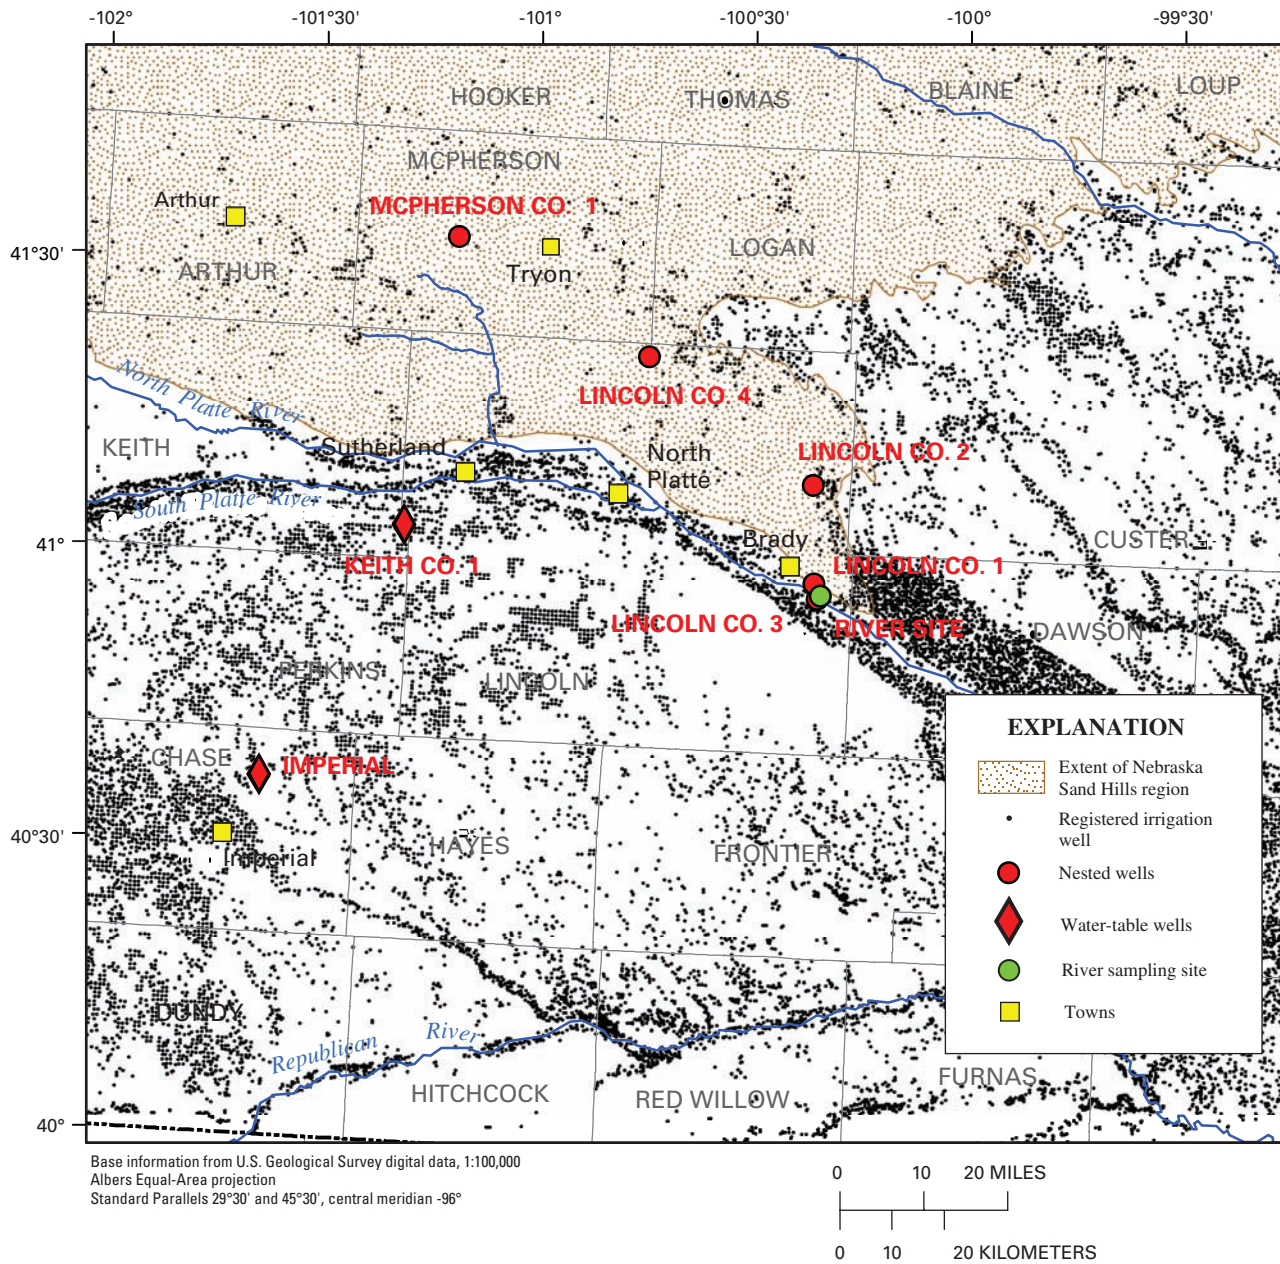 -102°
-101°30'
-101°
-100°30'
-100°
-99°30'
HOOKER
THOMAS
BLAINE
LOUP
MCPHERSON
Arthur
MCPHERSON CO. 1
41°30'
ARTHUR
Tryon
LOGAN
LINCOLN CO. 4
North Platte River
KEITH
Sutherland
North
Platte
LINCOLN CO. 2
South Platte River
41°
KEITH CO. 1
Brady
LINCOLN CO. 1
CUSTER
LINCOLN CO. 3
RIVER SITE
DAWSON
PERKINS
LINCOLN
CHASE
IMPERIAL
40°30'
Imperial
HAYES
FRONTIER
DUNDY
Republican River
HITCHCOCK
RED WILLOW
FURNAS
40°
EXPLANATION
Extent of Nebraska
Sand Hills region
Registered irrigation
well
Nested wells
Water-table wells
River sampling site
Towns
Base information from U.S. Geological Survey digital data, 1:100,000
Albers Equal-Area projection
Standard Parallels 29°30' and 45°30', central meridian -96°
0 10 20 MILES
0 10 20 KILOMETERS